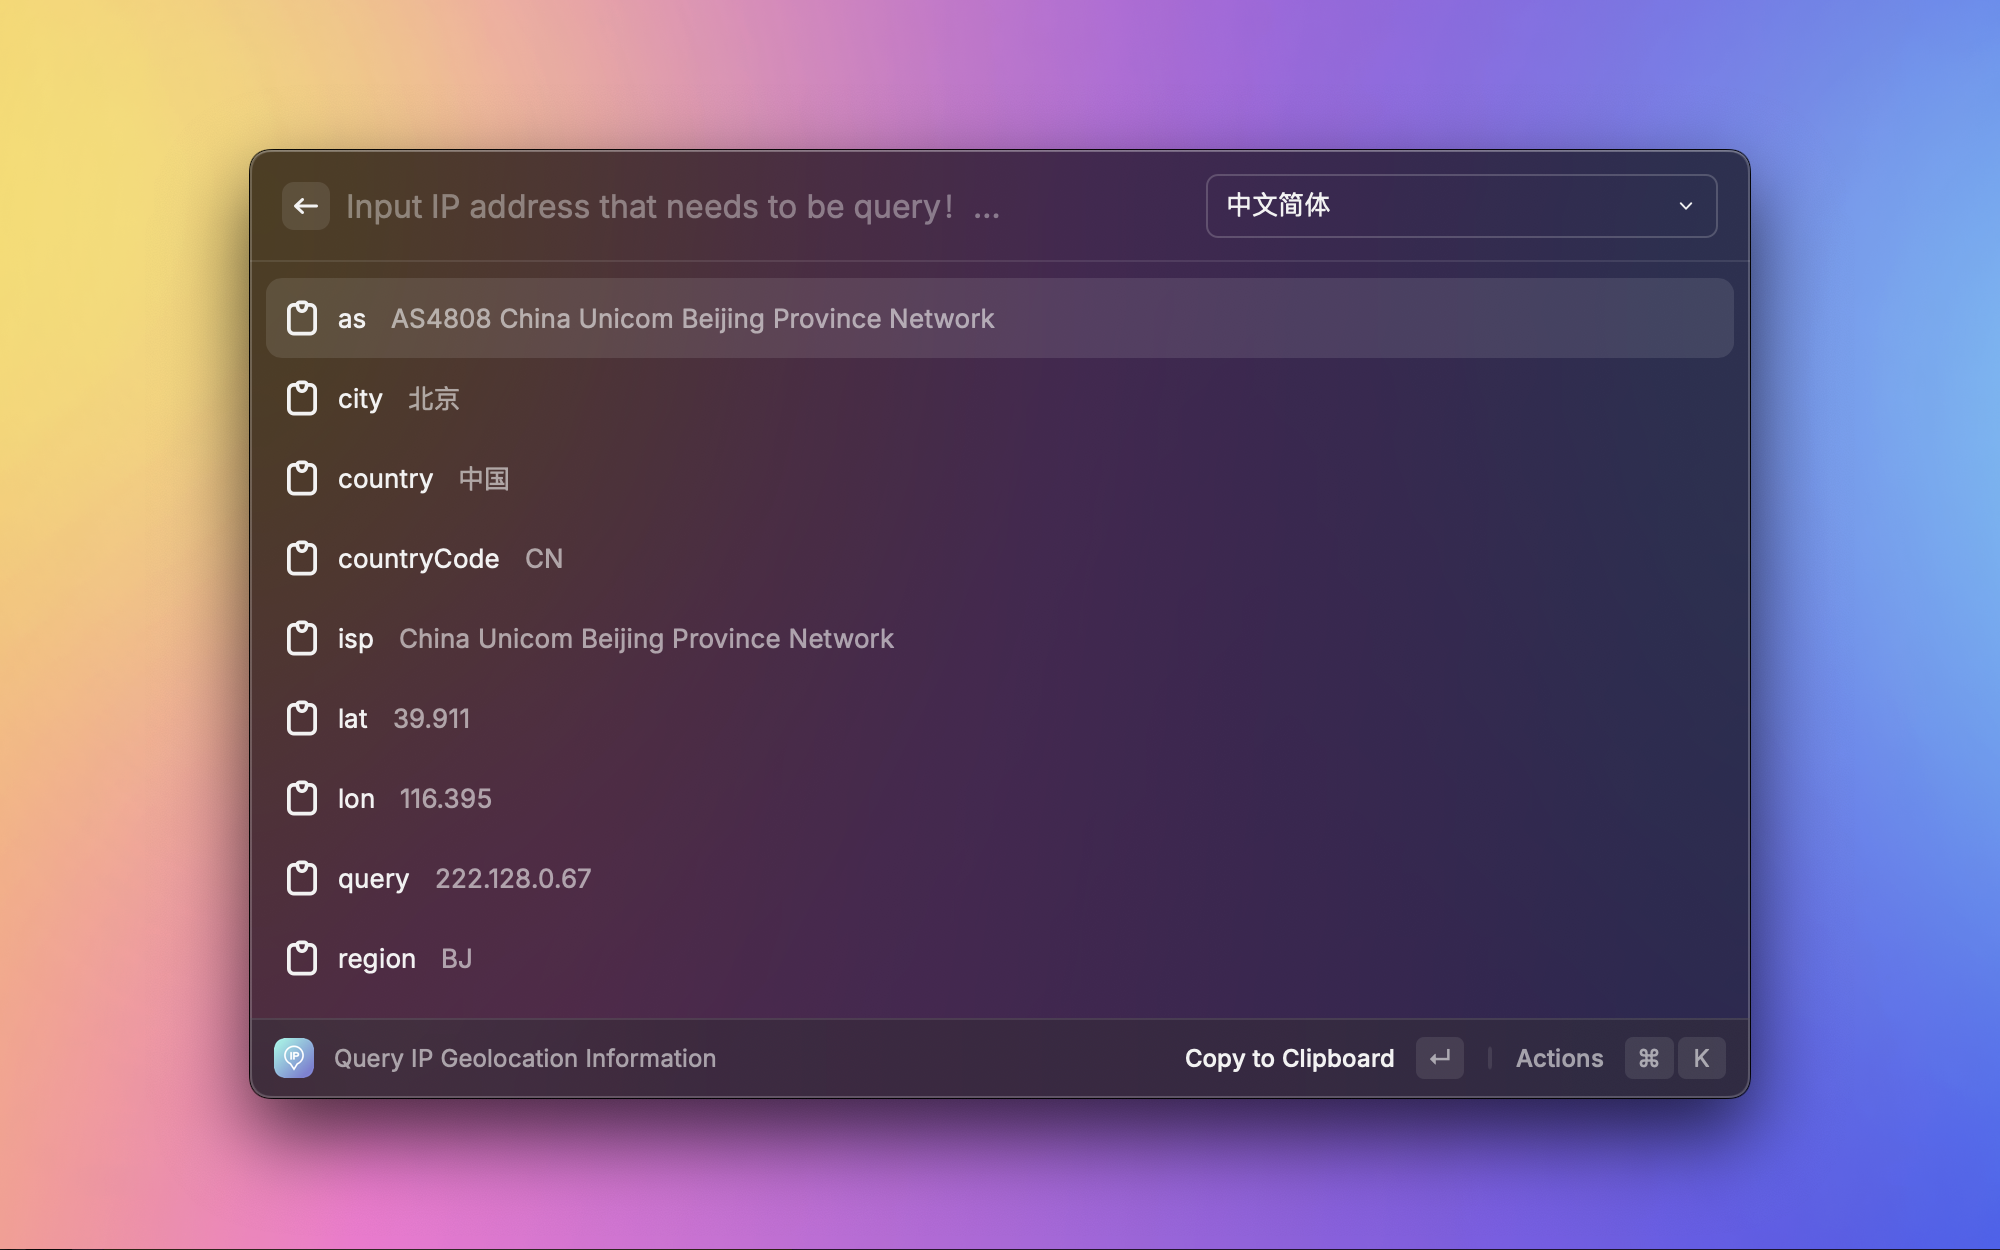 Input IP address that needs to be query！ ...
中文简体
as AS4808 China Unicom Beijing Province Network
city 北京
country 中国
countryCode CN
isp China Unicom Beijing Province Network
lat 39.911
lon 116.395
query 222.128.0.67
region BJ
IP
Query IP Geolocation Information
Copy to Clipboard ↵ Actions ⌘ K